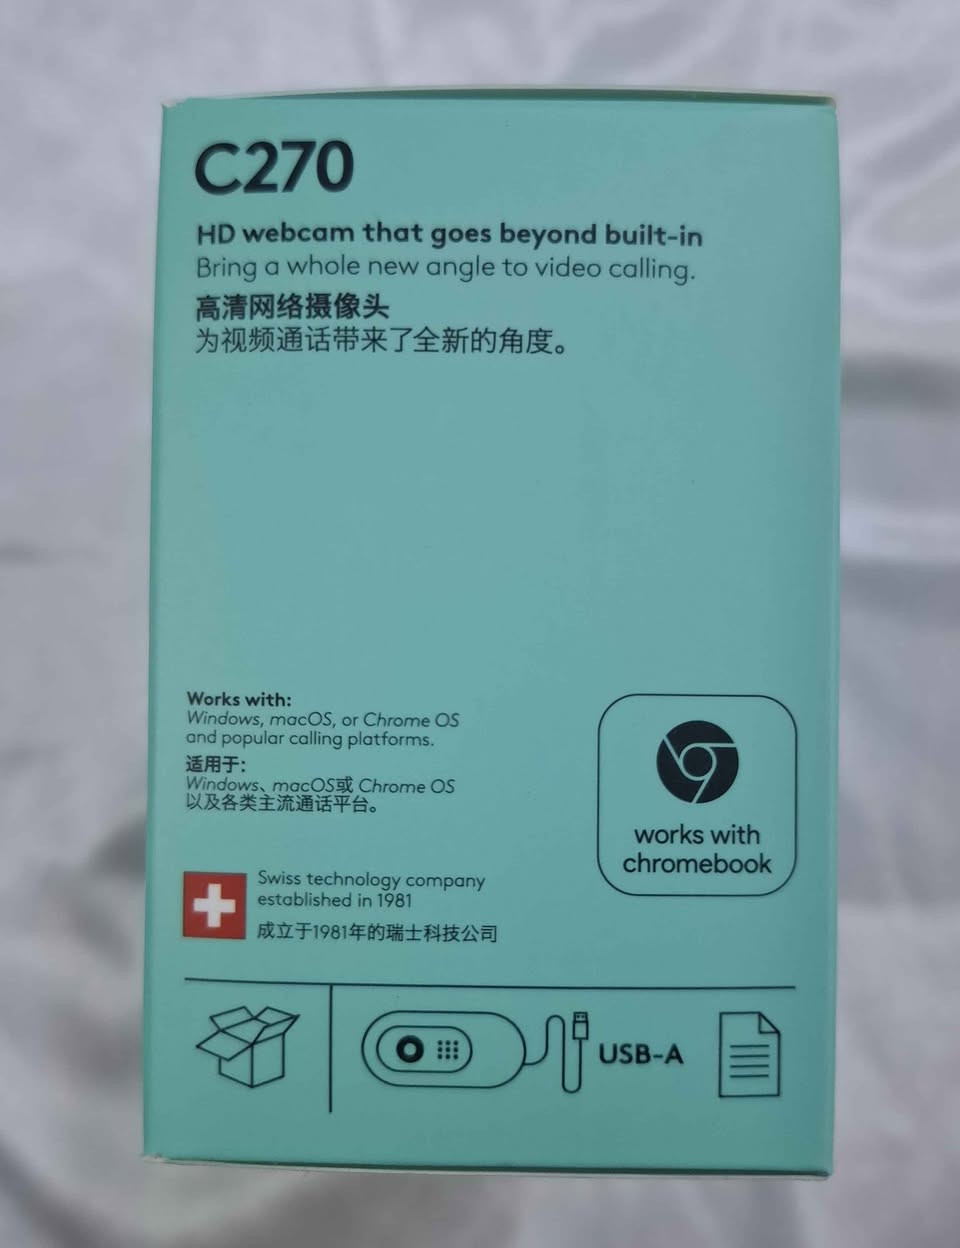 C270
HD webcam that goes beyond built-in
Bring a whole new angle to video calling.
高清网络摄像头
为视频通话带来了全新的角度。
Works with:
Windows, macOS, or Chrome OS
and popular calling platforms.
适用于:
Windows、macOS或 Chrome OS
以及各类主流通话平台。
works with
chromebook
Swiss technology company
established in 1981
成立于1981年的瑞士科技公司
USB-A